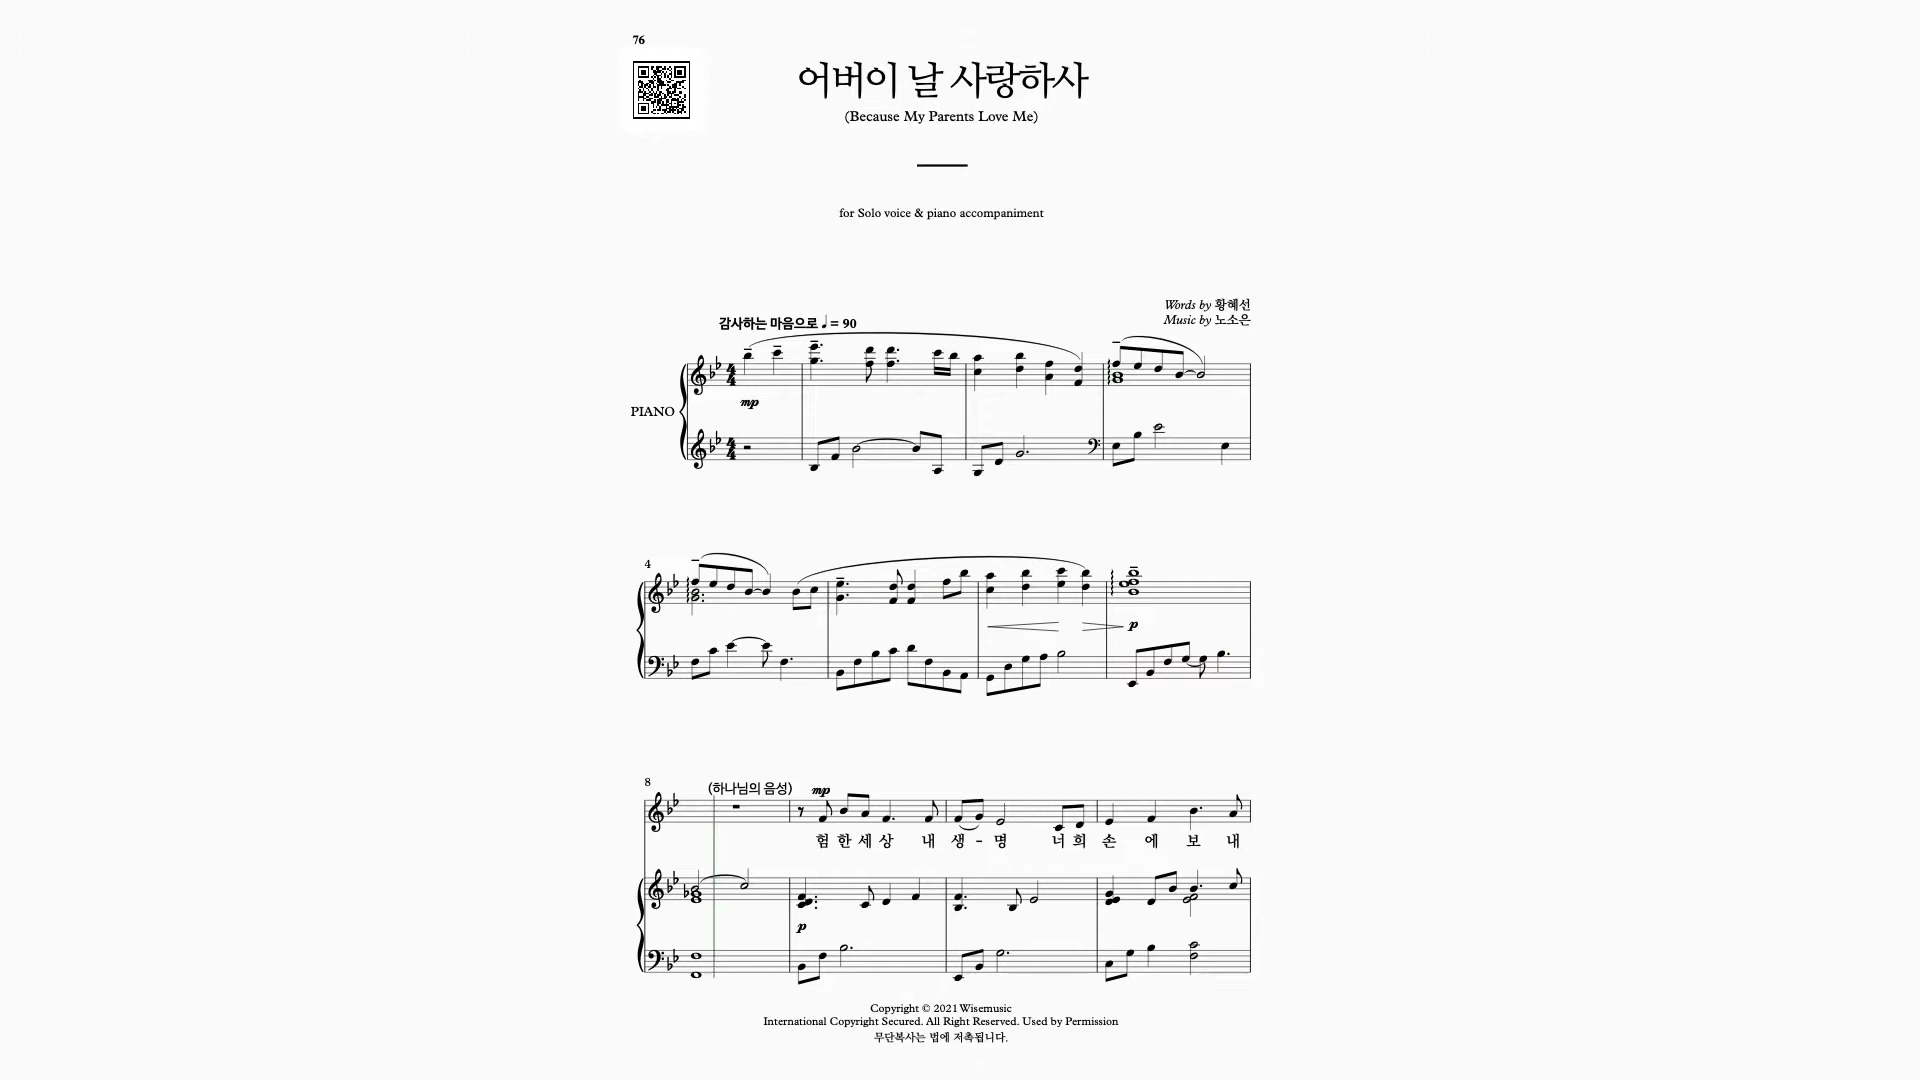 76
어버이 날 사랑하사
(Because My Parents Love Me)
for Solo voice & piano accompaniment
Words by 황혜선
Music by 노소은
감사하는 마음으로 ♩= 90
mp
PIANO
4
p
8
(하나님의 음성)
mp
험 한 세 상 내 생 - 명 너 희 손 에 보 내
p
Copyright © 2021 Wisemusic
International Copyright Secured. All Right Reserved. Used by Permission
무단복사는 법에 저촉됩니다.